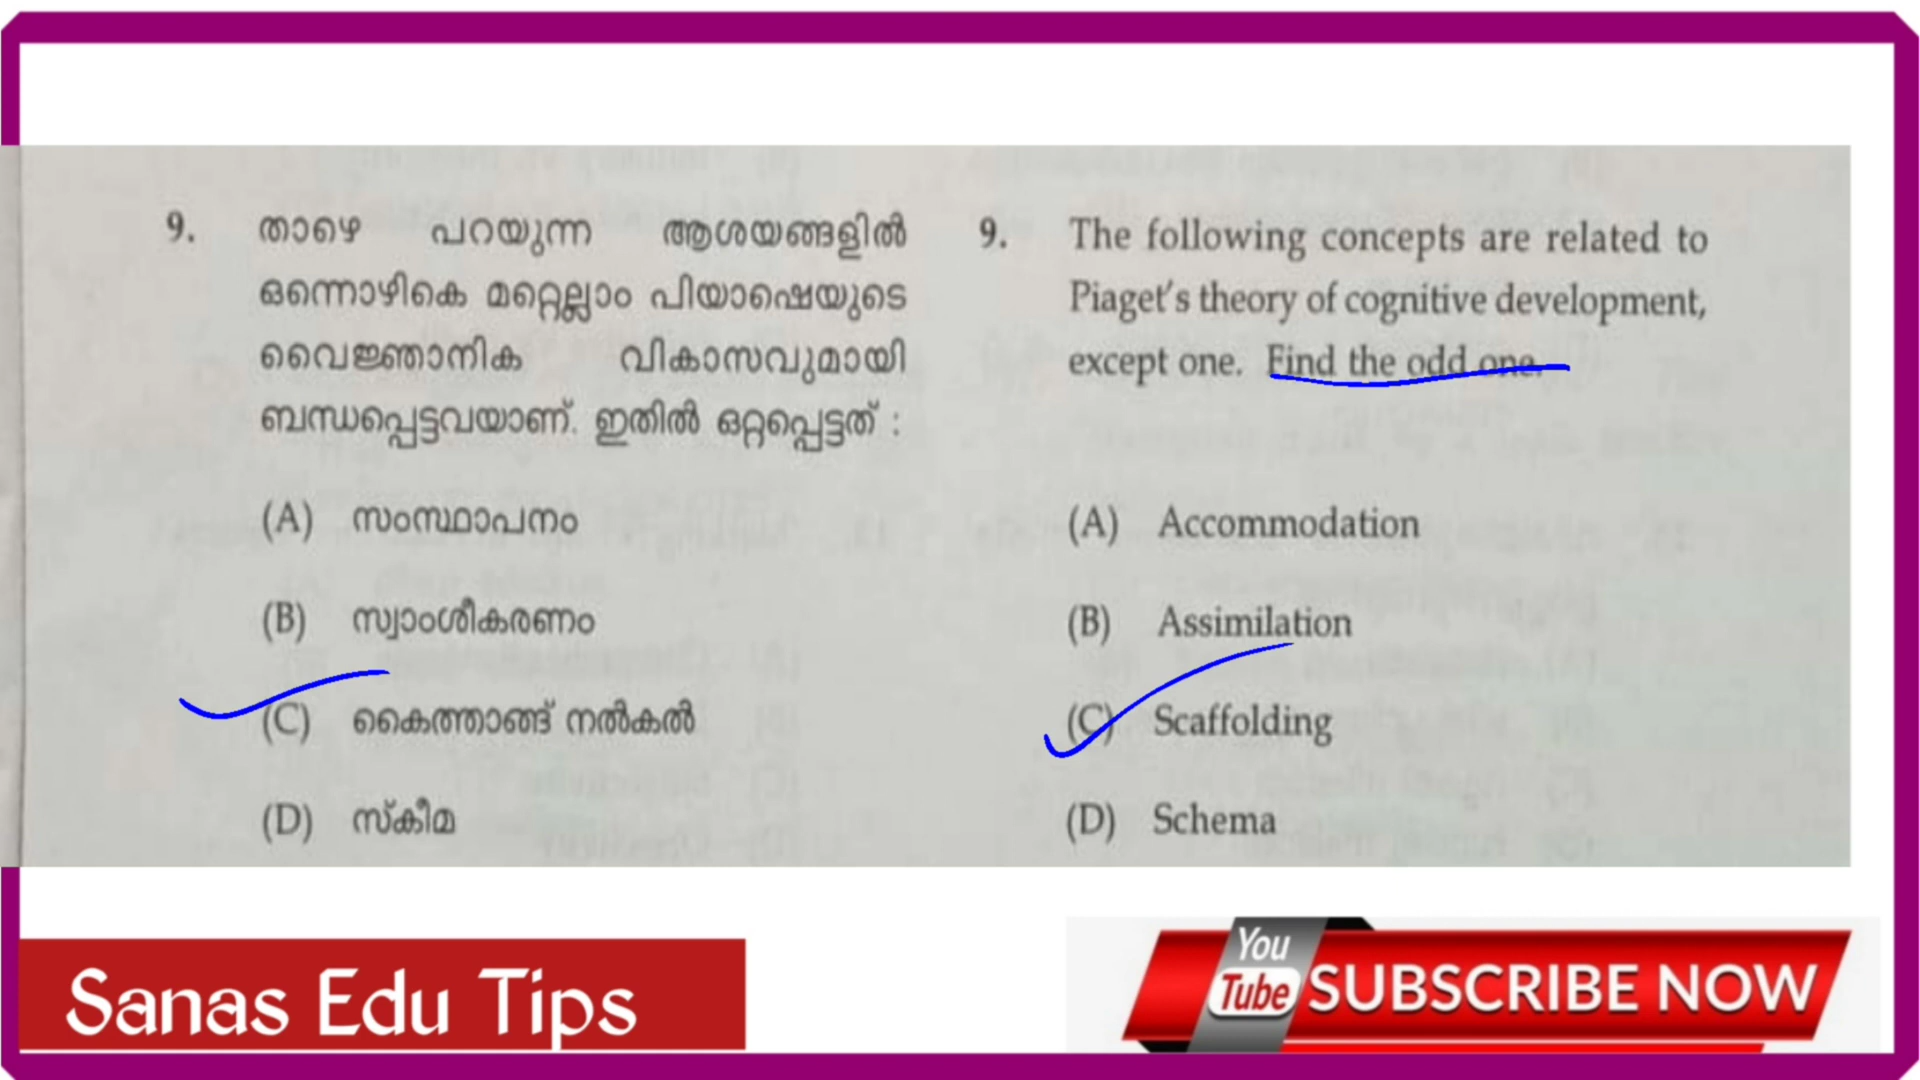 9. താഴെ പറയുന്ന ആശയങ്ങളിൽ
ഒന്നൊഴികെ മറ്റെല്ലാം പിയാഷെയുടെ
വൈജ്ഞാനിക വികാസവുമായി
ബന്ധപ്പെട്ടവയാണ്. ഇതിൽ ഒറ്റപ്പെട്ടത് :
(A) സംസ്ഥാപനം
(B) സ്വാംശീകരണം
(C) കൈത്താങ്ങ് നൽകൽ
(D) സ്കീമ
9. The following concepts are related to
Piaget's theory of cognitive development,
except one. Find the odd one.
(A) Accommodation
(B) Assimilation
(C) Scaffolding
(D) Schema
Sanas Edu Tips
You
Tube SUBSCRIBE NOW